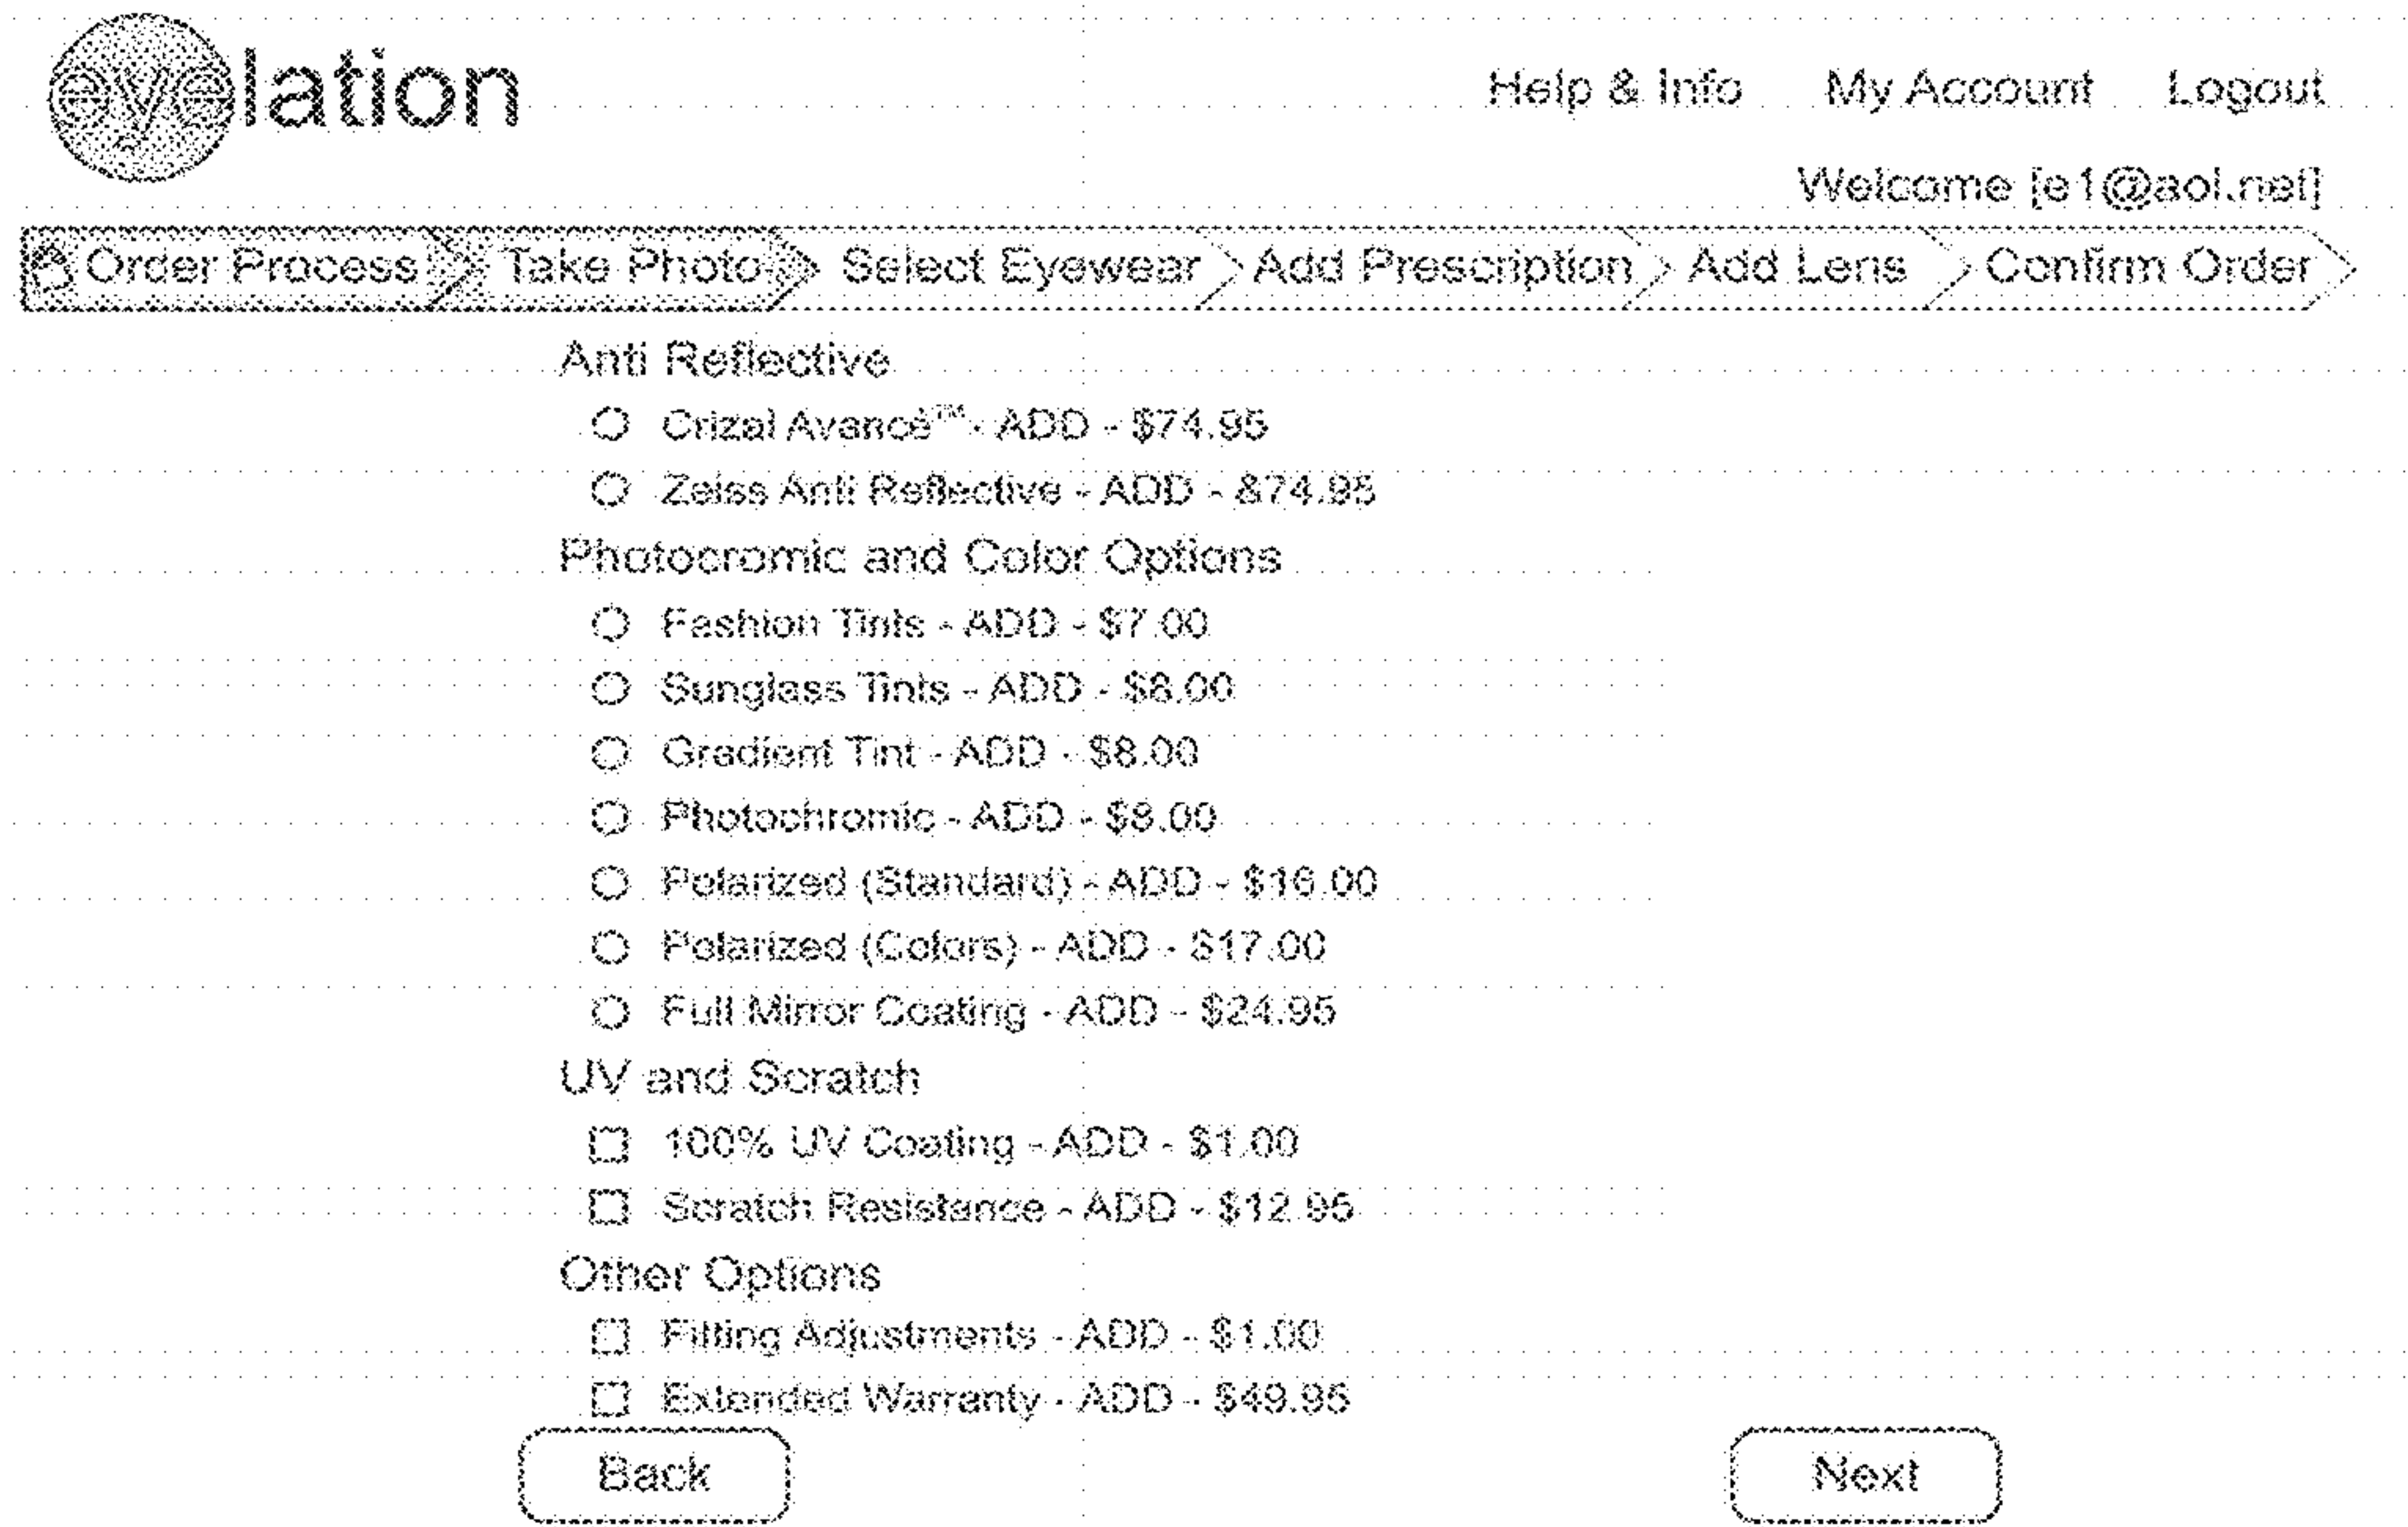 eyelation
Help & Info My Account Logout
Welcome [e1@aol.net]
Order Process Take Photo Select Eyewear Add Prescription Add Lens Confirm Order
Anti Reflective
Crizal Avancé™ - ADD - $74.95
Zeiss Anti Reflective - ADD - &74.95
Photocromic and Color Options
Fashion Tints - ADD - $7.00
Sunglass Tints - ADD - $8.00
Gradient Tint - ADD - $8.00
Photochromic - ADD - $8.00
Polarized (Standard) - ADD - $16.00
Polarized (Colors) - ADD - $17.00
Full Mirror Coating - ADD - $24.95
UV and Scratch
100% UV Coating - ADD - $1.00
Scratch Resistance - ADD - $12.95
Other Options
Fitting Adjustments - ADD - $1.00
Extended Warranty - ADD - $49.95
Back Next